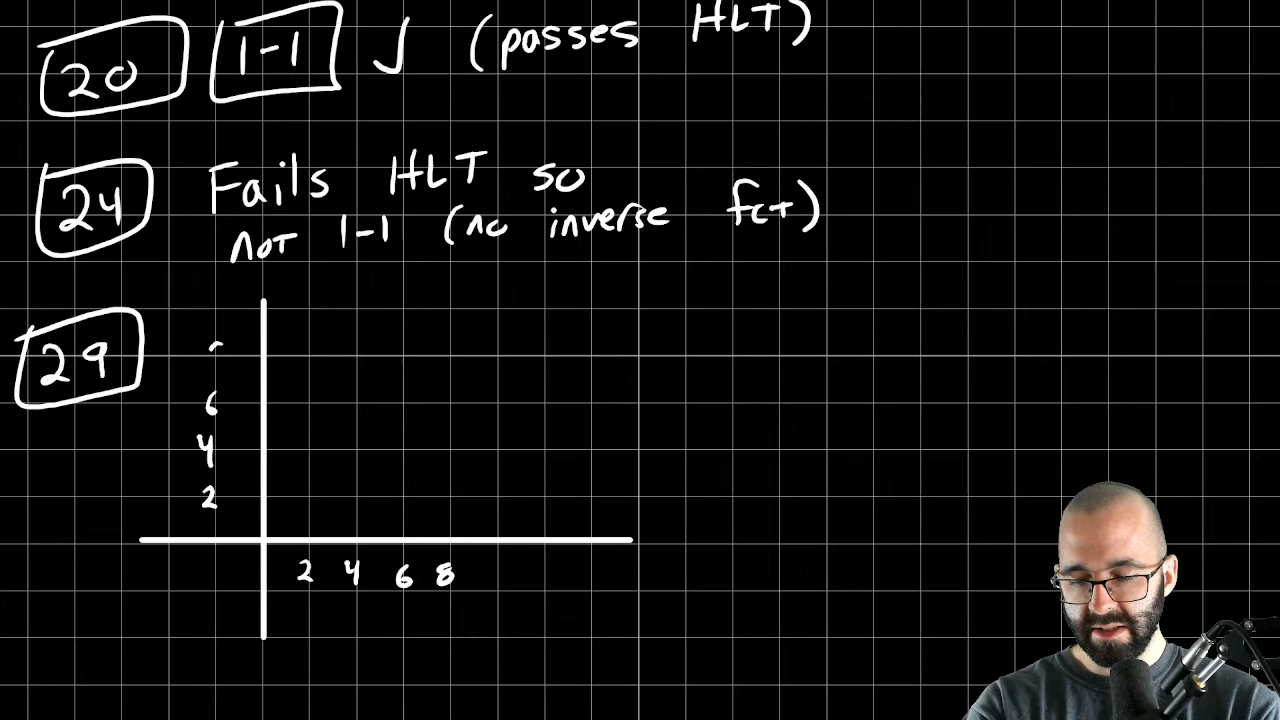 20 1-1 ✓ (passes HLT)
24 Fails HLT so
not 1-1 (no inverse fct)
29
6
4
2
2 4 6 8